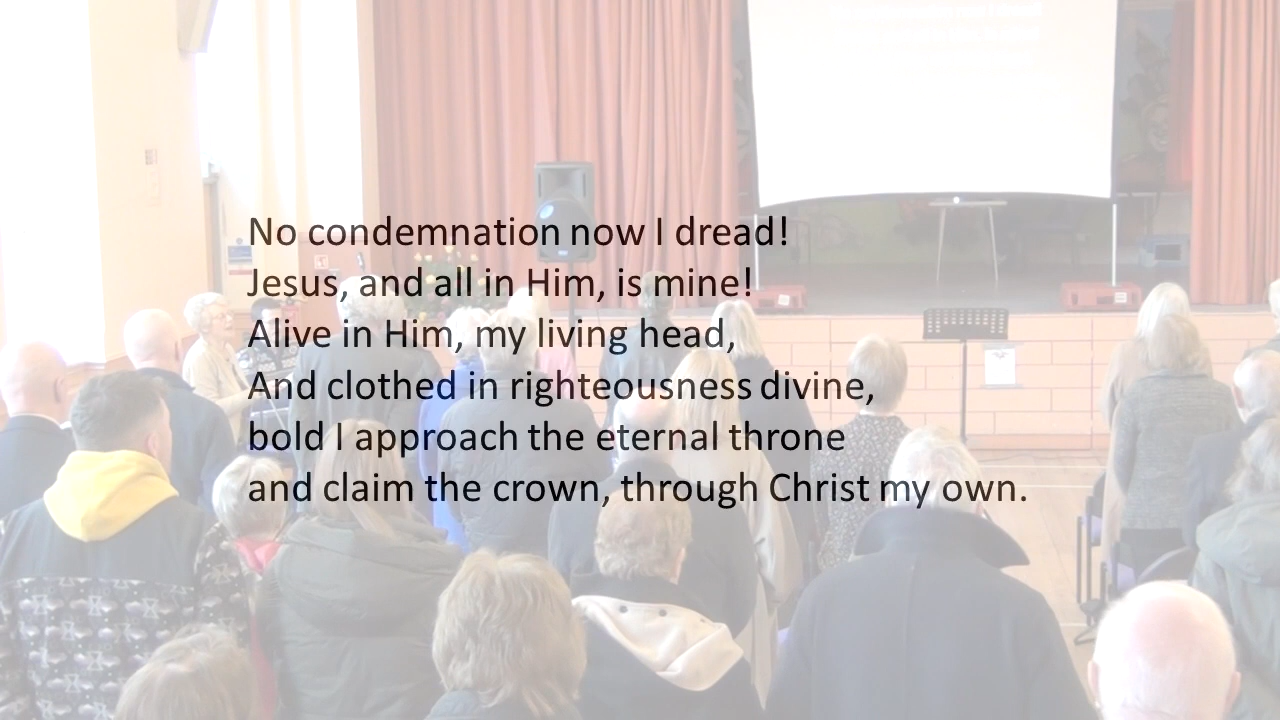 No condemnation now I dread!
Jesus, and all in Him, is mine!
Alive in Him, my living head,
And clothed in righteousness divine,
bold I approach the eternal throne
and claim the crown, through Christ my own.